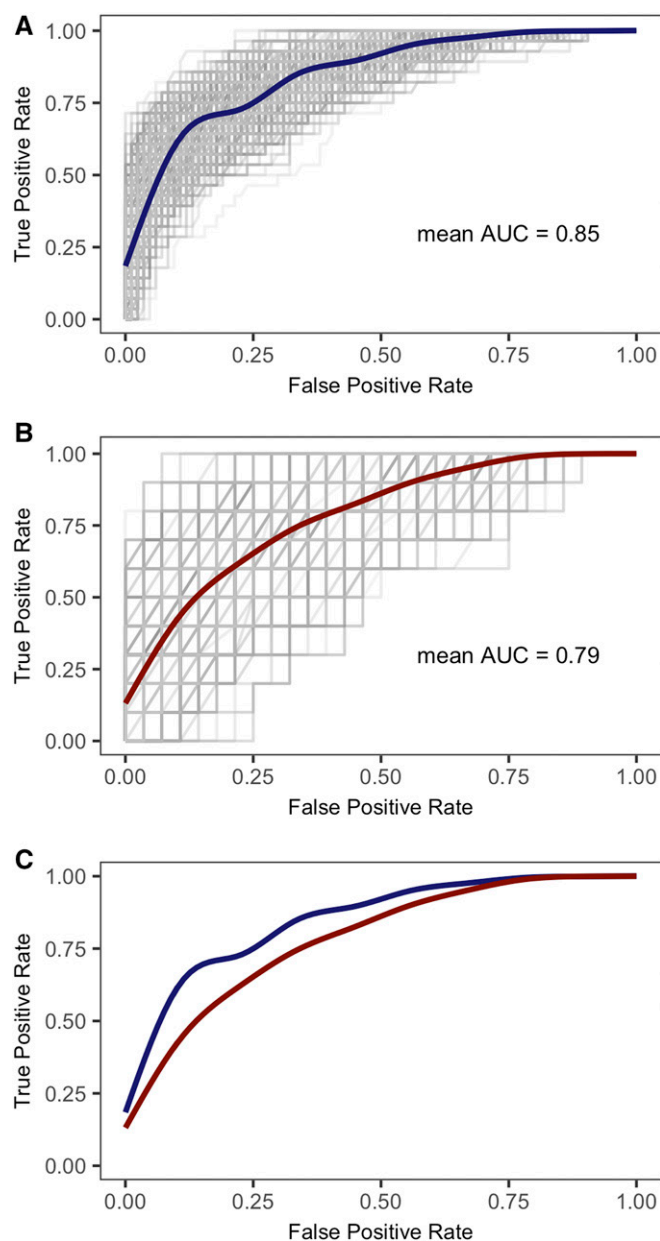 A
1.00
0.75
0.50
0.25
0.00
True Positive Rate
mean AUC = 0.85
0.00 0.25 0.50 0.75 1.00
False Positive Rate
B
1.00
0.75
0.50
0.25
0.00
True Positive Rate
mean AUC = 0.79
0.00 0.25 0.50 0.75 1.00
False Positive Rate
C
1.00
0.75
0.50
0.25
0.00
True Positive Rate
0.00 0.25 0.50 0.75 1.00
False Positive Rate